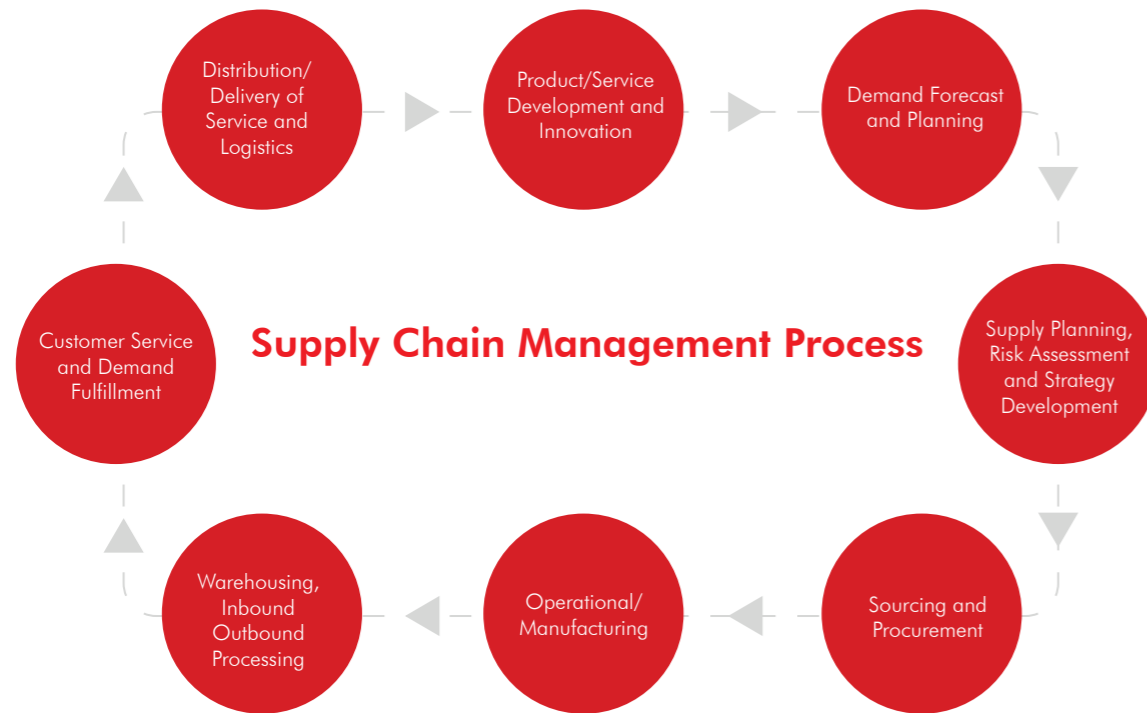 Distribution/
Delivery of
Service and
Logistics
Product/Service
Development and
Innovation
Demand Forecast
and Planning
Customer Service
and Demand
Fulfillment
Supply Chain Management Process
Supply Planning,
Risk Assessment
and Strategy
Development
Warehousing,
Inbound
Outbound
Processing
Operational/
Manufacturing
Sourcing and
Procurement